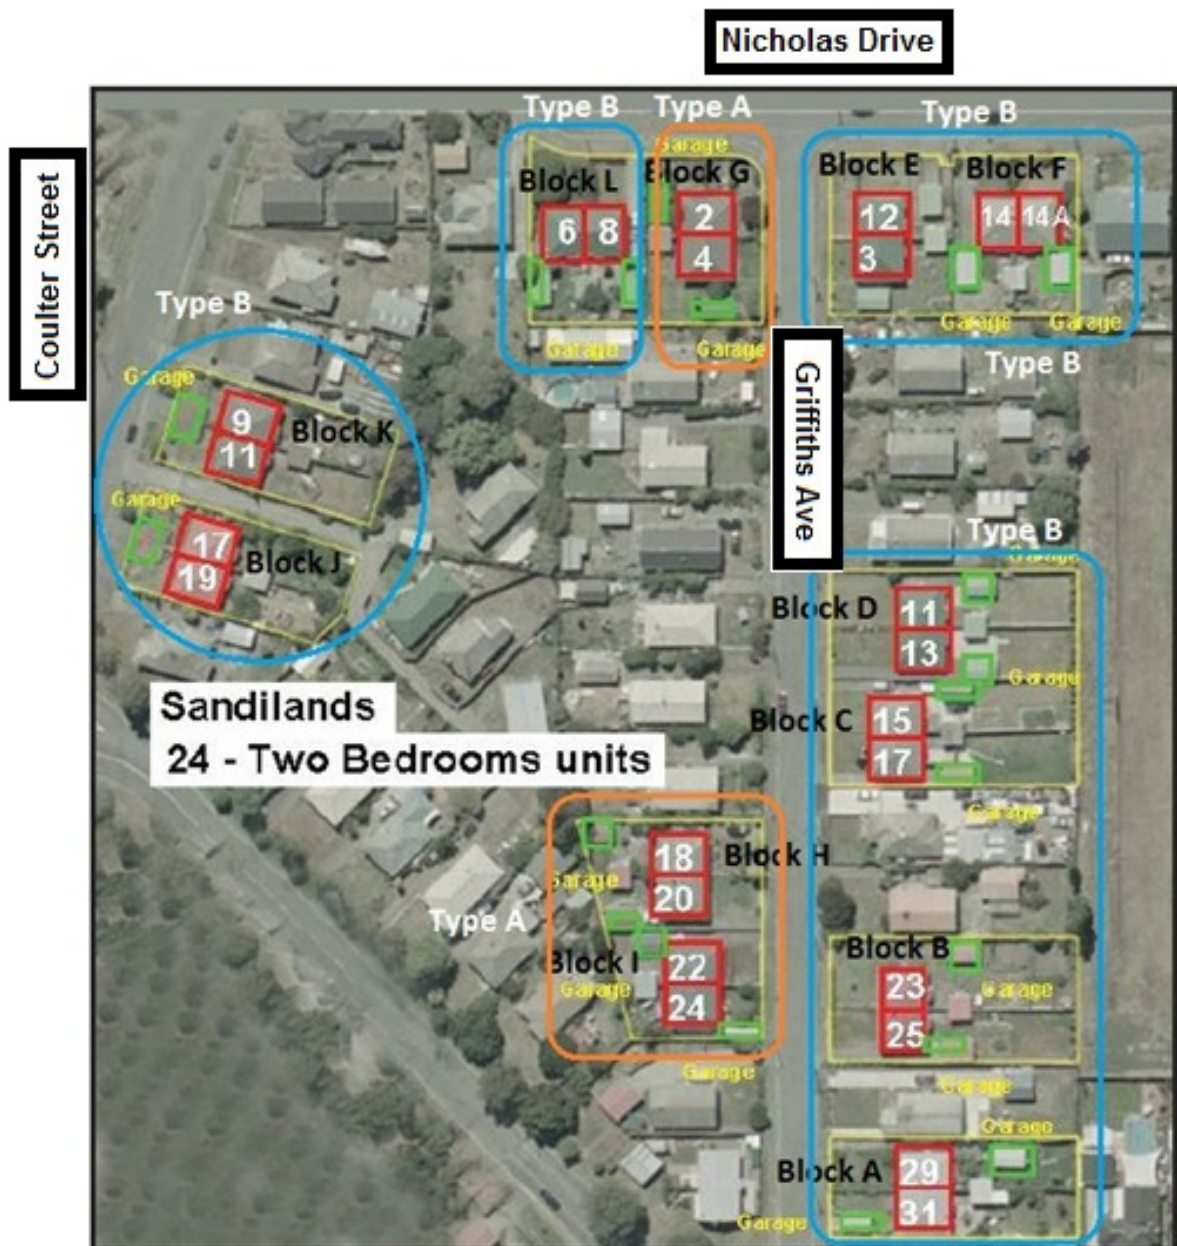 Nicholas Drive
Coulter Street
Type B
Type A
Type B
Garage
Block L
Block G
Block E
Block F
6
8
2
4
12
3
14
14A
Garage
Garage
Garage
Garage
Type B
Type B
Griffiths Ave
Garage
9
11
Block K
Garage
17
19
Block J
Type B
Garage
Block D
11
13
Garage
Block C
15
17
Garage
Sandilands
24 - Two Bedrooms units
18
20
Block H
Garage
Type A
Block I
22
24
Garage
Garage
Block B
23
25
Garage
Garage
Garage
Block A
29
31
Garage